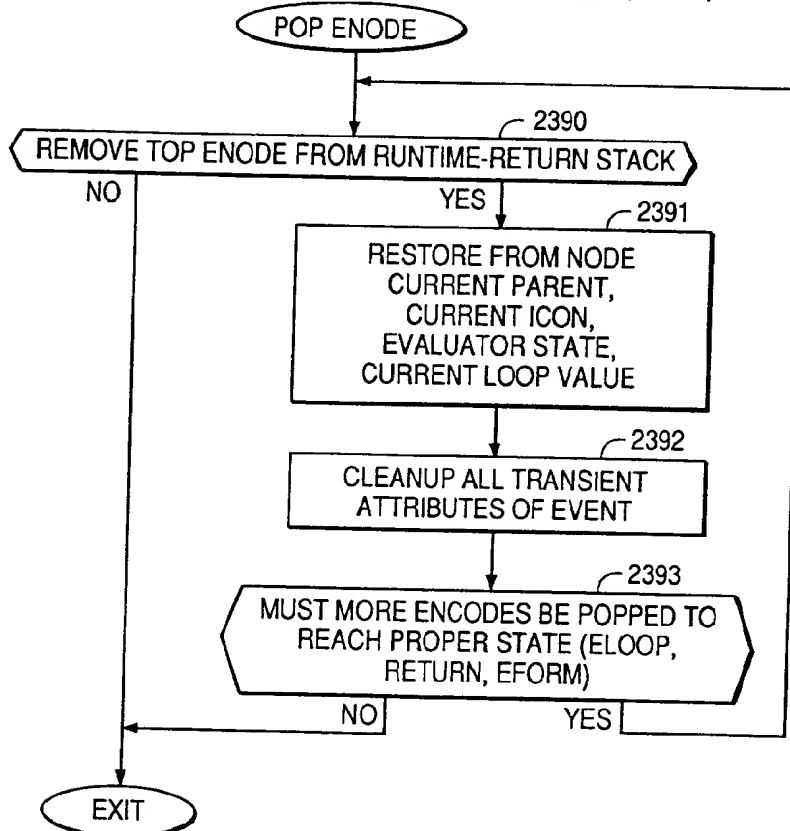 POP ENODE
2390
REMOVE TOP ENODE FROM RUNTIME-RETURN STACK
NO
YES
2391
RESTORE FROM NODE
CURRENT PARENT,
CURRENT ICON,
EVALUATOR STATE,
CURRENT LOOP VALUE
2392
CLEANUP ALL TRANSIENT
ATTRIBUTES OF EVENT
2393
MUST MORE ENCODES BE POPPED TO
REACH PROPER STATE (ELOOP,
RETURN, EFORM)
NO
YES
EXIT